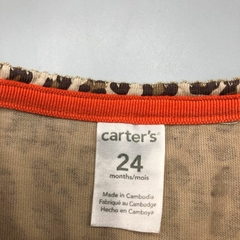 carter's
24
months/mois
Made in Cambodia
Fabriqué au Cambodge
Hecho en Camboya